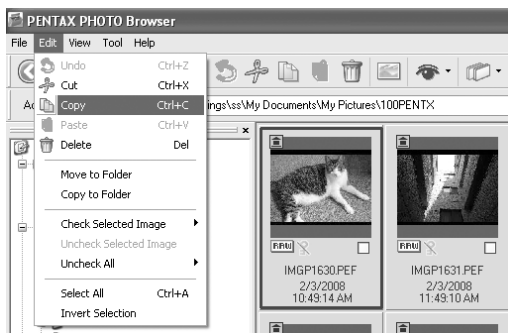 PENTAX PHOTO Browser
File Edit View Tool Help
Undo Ctrl+Z
Cut Ctrl+X
Copy Ctrl+C
Paste Ctrl+V
Delete Del
Move to Folder
Copy to Folder
Check Selected Image
Uncheck Selected Image
Uncheck All
Select All Ctrl+A
Invert Selection
Ad
ings\ss\My Documents\My Pictures\100PENTX
RAW
IMGP1630.PEF
2/3/2008
10:49:14 AM
RAW
IMGP1631.PEF
2/3/2008
11:49:10 AM